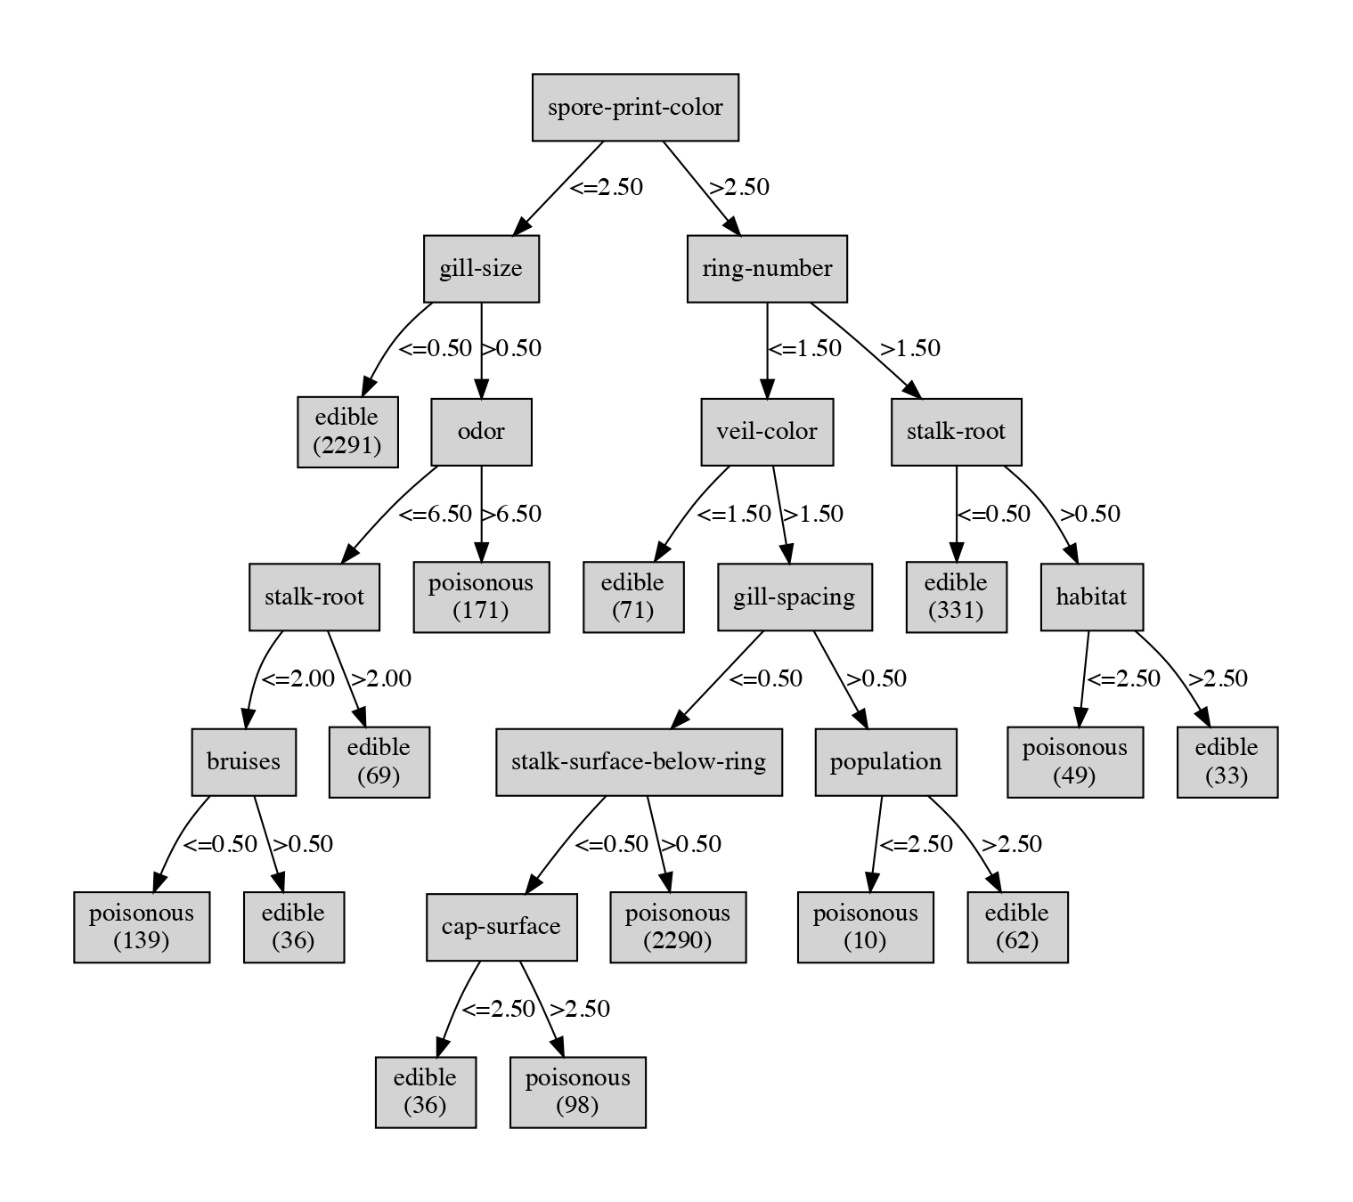 spore-print-color
<=2.50
>2.50
gill-size
ring-number
<=0.50
>0.50
<=1.50
>1.50
edible
(2291)
odor
veil-color
stalk-root
<=6.50
>6.50
<=1.50
>1.50
<=0.50
>0.50
stalk-root
poisonous
(171)
edible
(71)
gill-spacing
edible
(331)
habitat
<=2.00
>2.00
<=0.50
>0.50
<=2.50
>2.50
bruises
edible
(69)
stalk-surface-below-ring
population
poisonous
(49)
edible
(33)
<=0.50
>0.50
<=0.50
>0.50
<=2.50
>2.50
poisonous
(139)
edible
(36)
cap-surface
poisonous
(2290)
poisonous
(10)
edible
(62)
<=2.50
>2.50
edible
(36)
poisonous
(98)